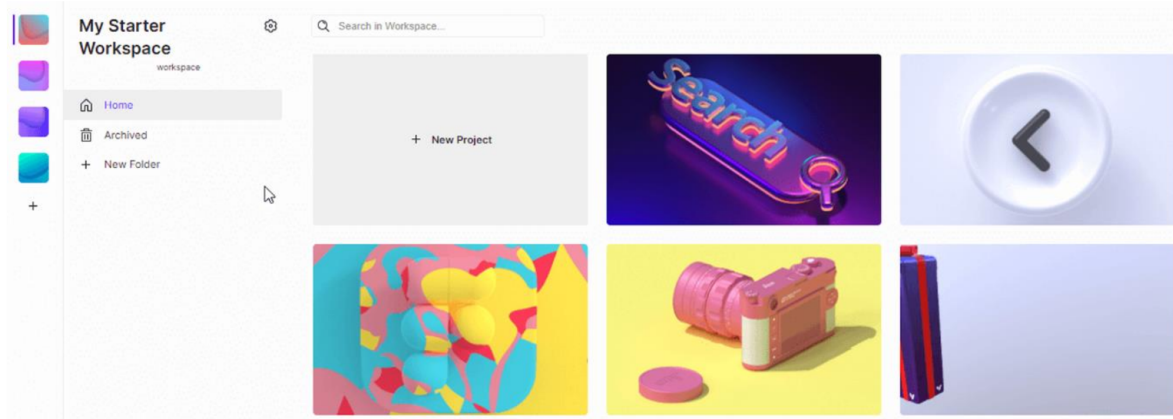 My Starter
Workspace
workspace
Home
Archived
+ New Folder
+
Search in Workspace...
+ New Project
Search